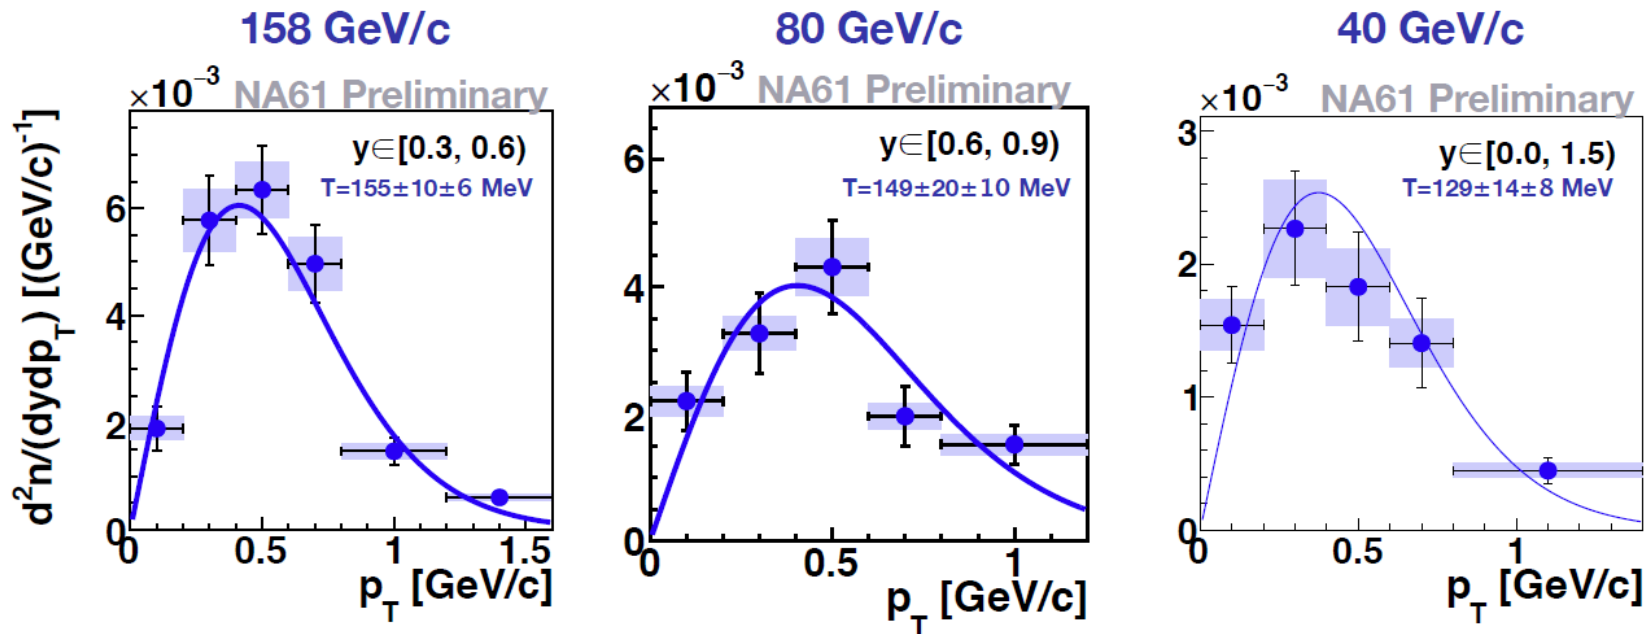 158 GeV/c
×10⁻³ NA61 Preliminary
y∈[0.3, 0.6)
T=155±10±6 MeV
d²n/(dydp_T) [(GeV/c)⁻¹]
6
4
2
0
0 0.5 1 1.5
p_T [GeV/c]
80 GeV/c
×10⁻³ NA61 Preliminary
y∈[0.6, 0.9)
T=149±20±10 MeV
6
4
2
0
0 0.5 1
p_T [GeV/c]
40 GeV/c
×10⁻³ NA61 Preliminary
y∈[0.0, 1.5)
T=129±14±8 MeV
3
2
1
0
0 0.5 1
p_T [GeV/c]